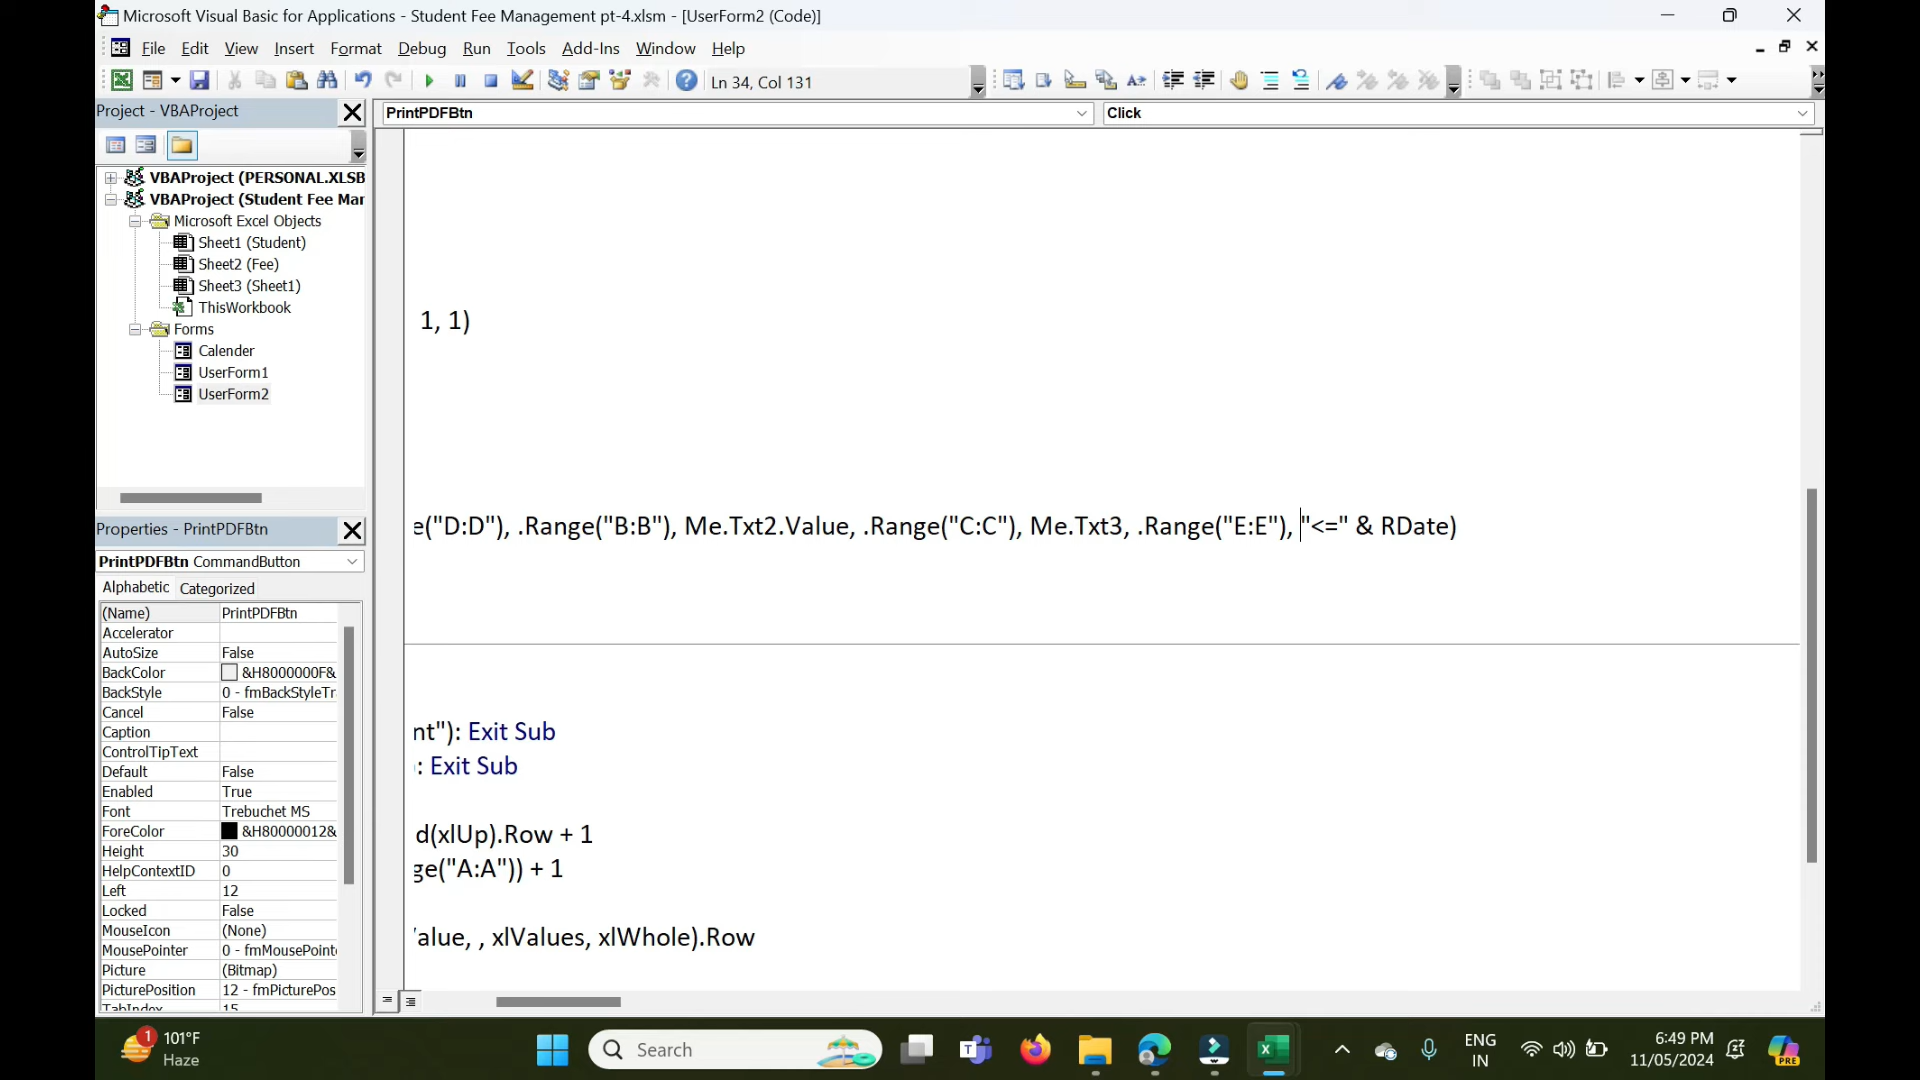 Microsoft Visual Basic for Applications - Student Fee Management pt-4.xlsm - [UserForm2 (Code)]
File Edit View Insert Format Debug Run Tools Add-Ins Window Help
Ln 34, Col 131
Project - VBAProject
PrintPDFBtn
Click
VBAProject (PERSONAL.XLSB
VBAProject (Student Fee Mar
Microsoft Excel Objects
Sheet1 (Student)
Sheet2 (Fee)
Sheet3 (Sheet1)
ThisWorkbook
Forms
Calender
UserForm1
UserForm2
1, 1)
e("D:D"), .Range("B:B"), Me.Txt2.Value, .Range("C:C"), Me.Txt3, .Range("E:E"), "<=" & RDate)
nt"): Exit Sub
: Exit Sub
d(xlUp).Row + 1
ge("A:A")) + 1
'alue, , xlValues, xlWhole).Row
Properties - PrintPDFBtn
PrintPDFBtn CommandButton
Alphabetic Categorized
(Name) PrintPDFBtn
Accelerator
AutoSize False
BackColor &H8000000F&
BackStyle 0 - fmBackStyleTr
Cancel False
Caption
ControlTipText
Default False
Enabled True
Font Trebuchet MS
ForeColor &H80000012&
Height 30
HelpContextID 0
Left 12
Locked False
MouseIcon (None)
MousePointer 0 - fmMousePoint
Picture (Bitmap)
PicturePosition 12 - fmPicturePos
TabIndex 15
1
101°F
Haze
Search
ENG
IN
6:49 PM
11/05/2024
PRE